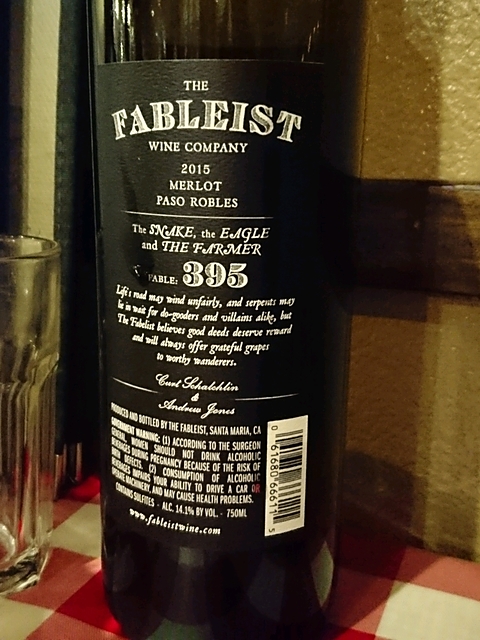 THE
FABLEIST
WINE COMPANY
2015
MERLOT
PASO ROBLES
The SNAKE, the EAGLE
and THE FARMER
FABLE: 395
Life's road may wind unfairly, and serpents may
lie in wait for do-gooders and villains alike, but
The Fabelist believes good deeds deserve reward
and will always offer grateful grapes
to worthy wanderers.
Curt Schalchlin
&
Andrew Jones
PRODUCED AND BOTTLED BY THE FABLEIST, SANTA MARIA, CA
GOVERNMENT WARNING: (1) ACCORDING TO THE SURGEON
GENERAL, WOMEN SHOULD NOT DRINK ALCOHOLIC
BEVERAGES DURING PREGNANCY BECAUSE OF THE RISK OF
BIRTH DEFECTS. (2) CONSUMPTION OF ALCOHOLIC
BEVERAGES IMPAIRS YOUR ABILITY TO DRIVE A CAR OR
OPERATE MACHINERY, AND MAY CAUSE HEALTH PROBLEMS.
CONTAINS SULFITES - ALC. 14.1% BY VOL. - 750ML
www.fableistwine.com
0 61680 66611 5